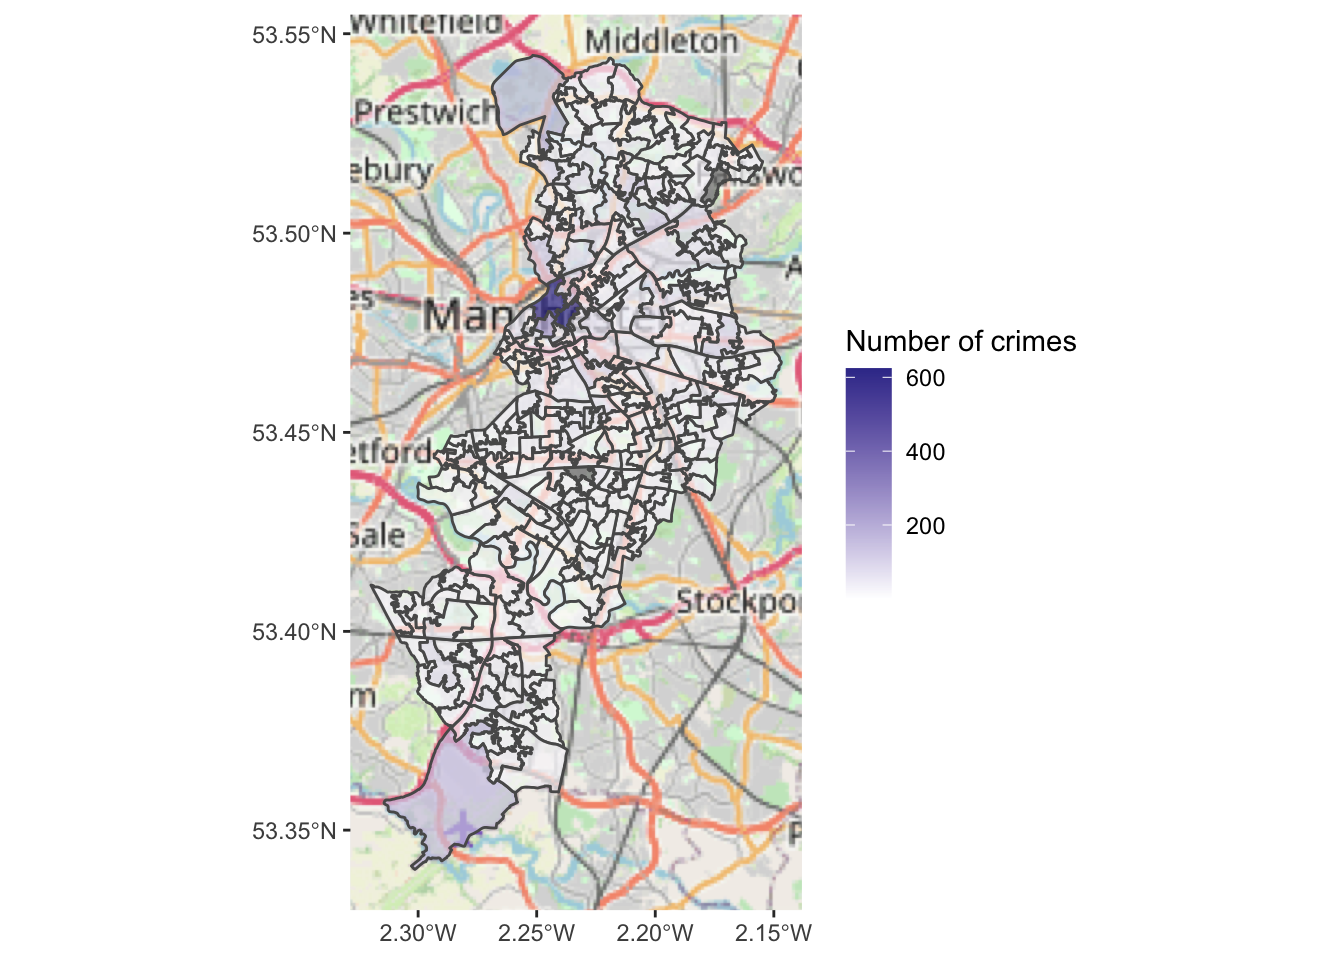 Whitefield
53.55°N
Middleton
Prestwich
ebury
53.50°N
es
Man
53.45°N
etford
Sale
Number of crimes
600
400
200
Stockpo
53.40°N
m
53.35°N
P
2.30°W 2.25°W 2.20°W 2.15°W